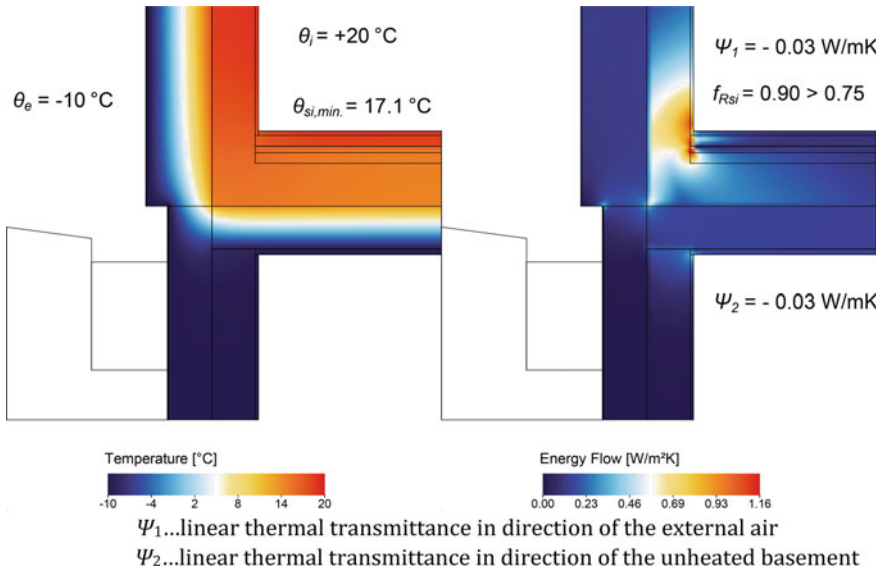 θi = +20 °C
θe = -10 °C
θsi,min. = 17.1 °C
Ψ1 = - 0.03 W/mK
fRsi = 0.90 > 0.75
Ψ2 = - 0.03 W/mK
Temperature [°C]
-10 -4 2 8 14 20
Energy Flow [W/m²K]
0.00 0.23 0.46 0.69 0.93 1.16
Ψ1...linear thermal transmittance in direction of the external air
Ψ2...linear thermal transmittance in direction of the unheated basement